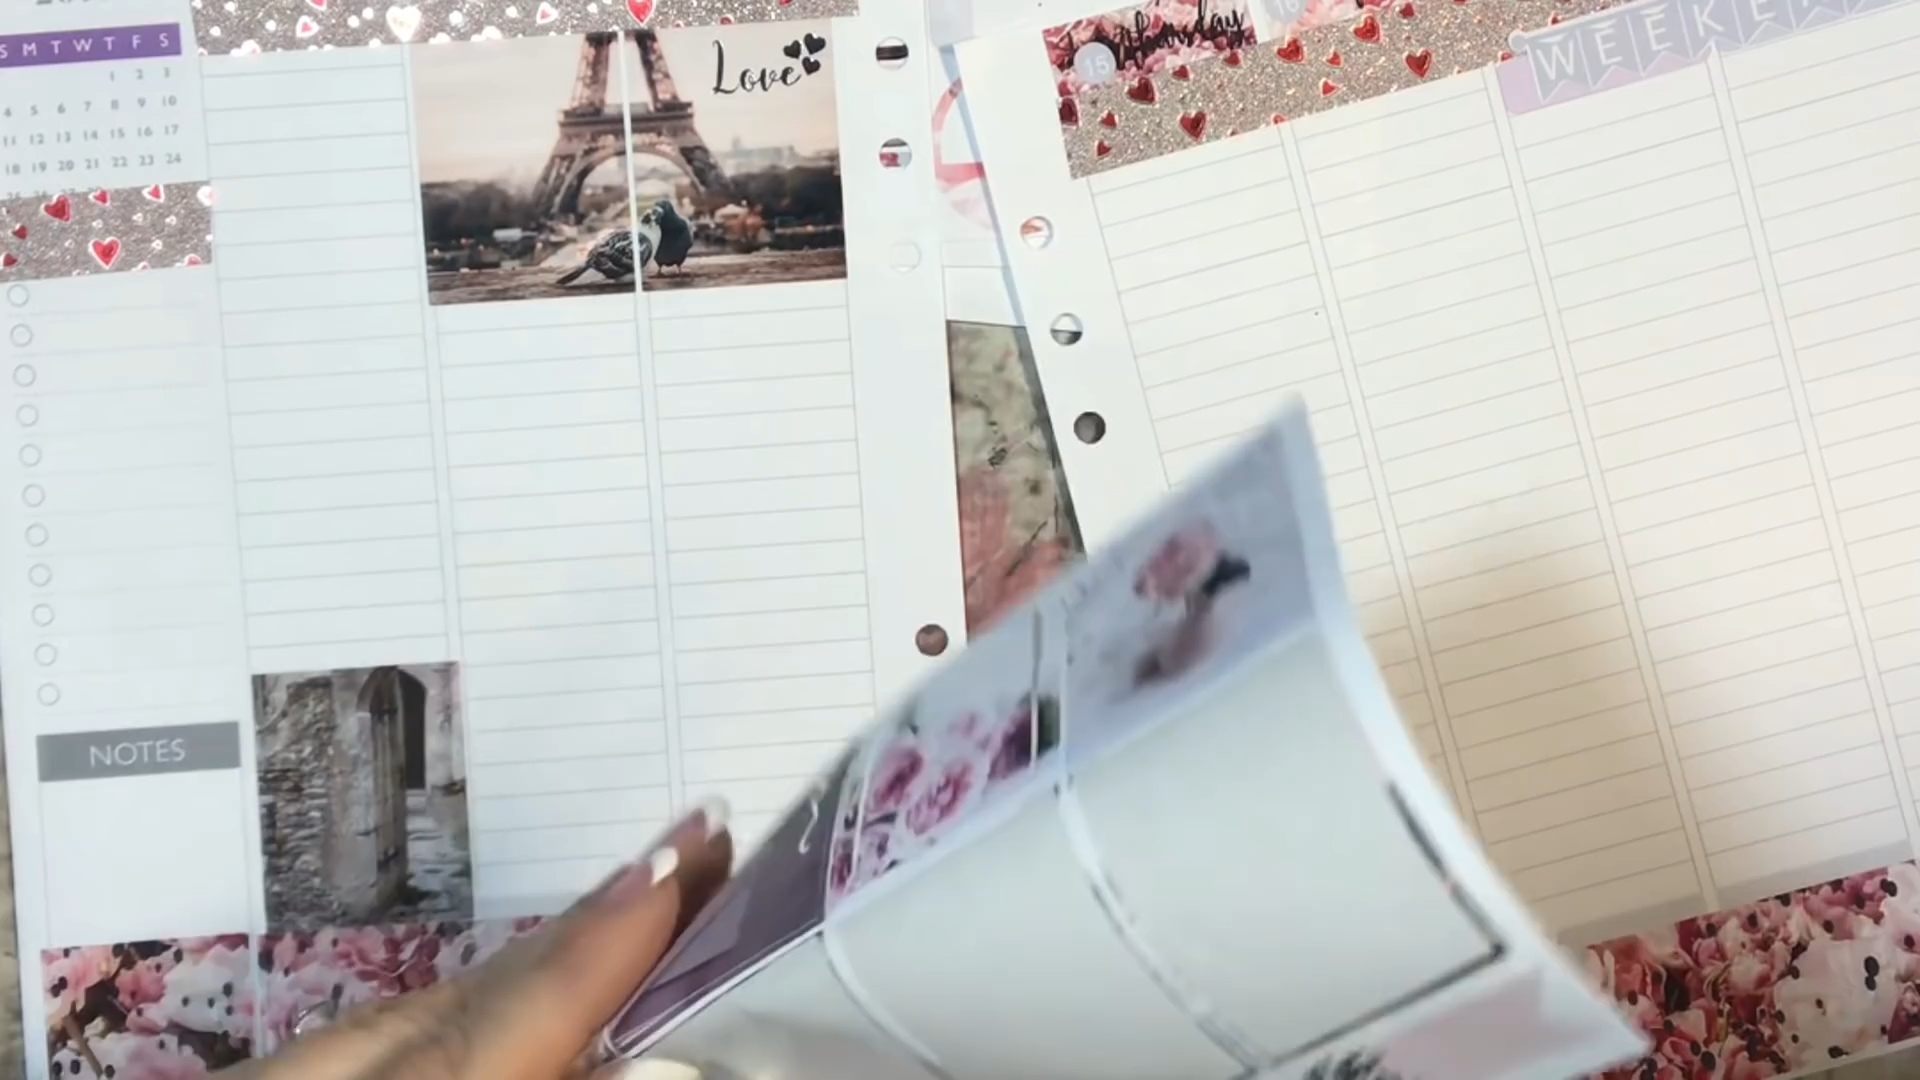 S M T W T F S
1 2 3
4 5 6 7 8 9 10
11 12 13 14 15 16 17
18 19 20 21 22 23 24
Love
15
Thursday
16
WEEKE
NOTES